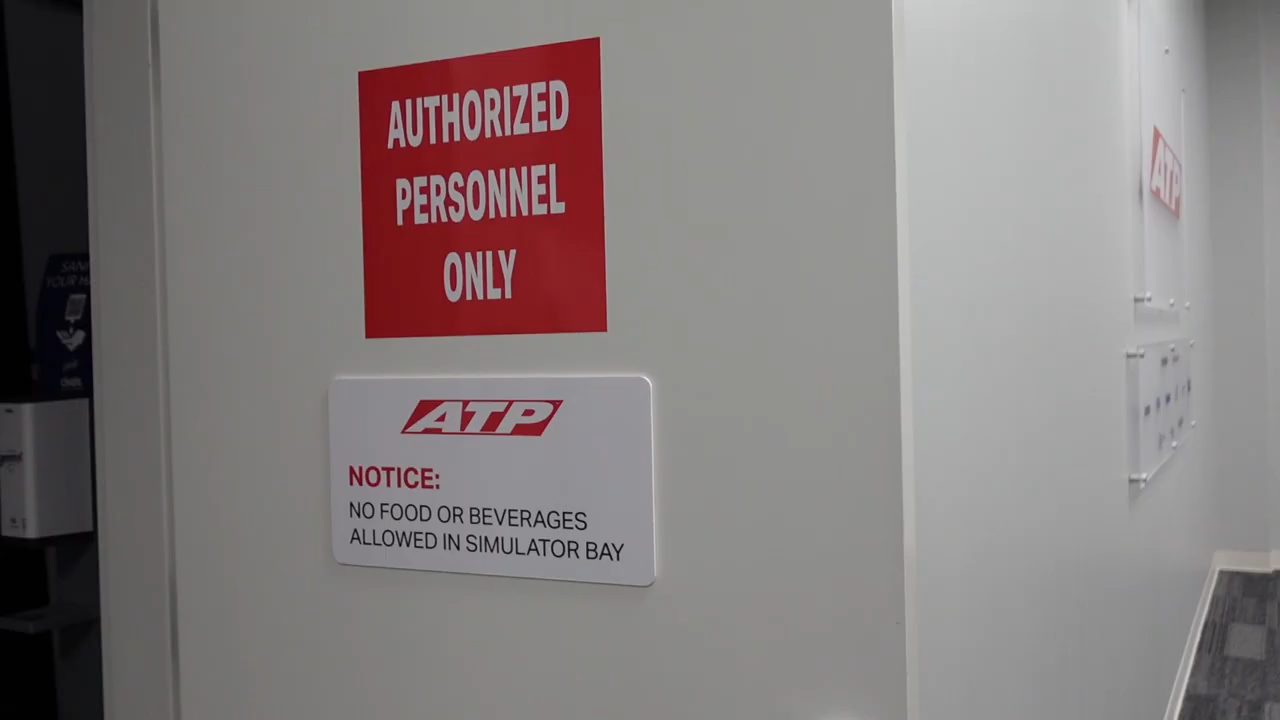 AUTHORIZED
PERSONNEL
ONLY
ATP
NOTICE:
NO FOOD OR BEVERAGES
ALLOWED IN SIMULATOR BAY
ATP